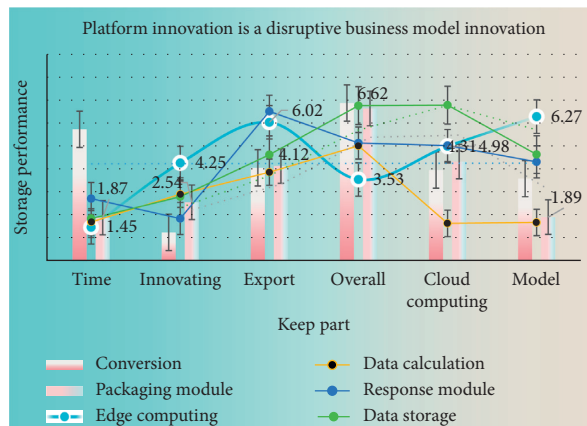 Platform innovation is a disruptive business model innovation
Storage performance
6.62
6.02
6.27
4.25
4.12
4.31
4.98
2.54
3.53
1.87
1.89
1.45
Time
Innovating
Export
Overall
Cloud
computing
Model
Keep part
Conversion
Data calculation
Packaging module
Response module
Edge computing
Data storage